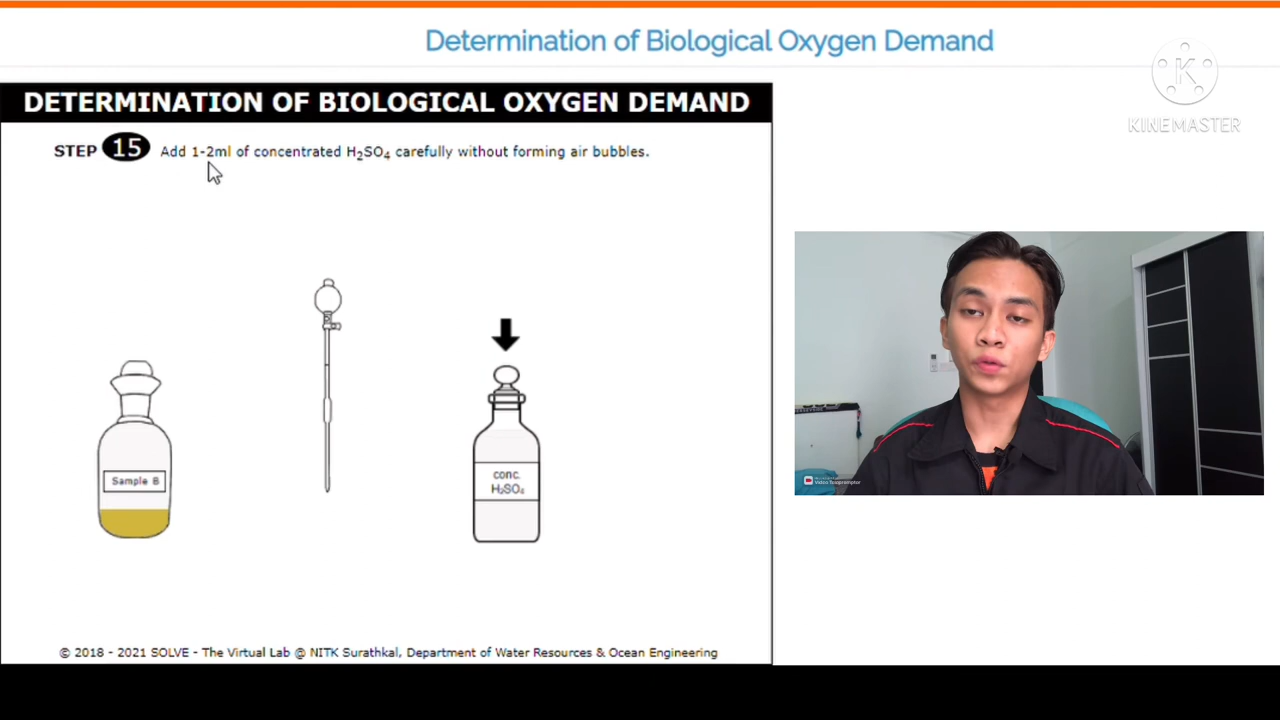 Determination of Biological Oxygen Demand
KINEMASTER
DETERMINATION OF BIOLOGICAL OXYGEN DEMAND
STEP 15 Add 1-2ml of concentrated H₂SO₄ carefully without forming air bubbles.
Sample B
conc.
H₂SO₄
Video Teleprompter
© 2018 - 2021 SOLVE - The Virtual Lab @ NITK Surathkal, Department of Water Resources & Ocean Engineering